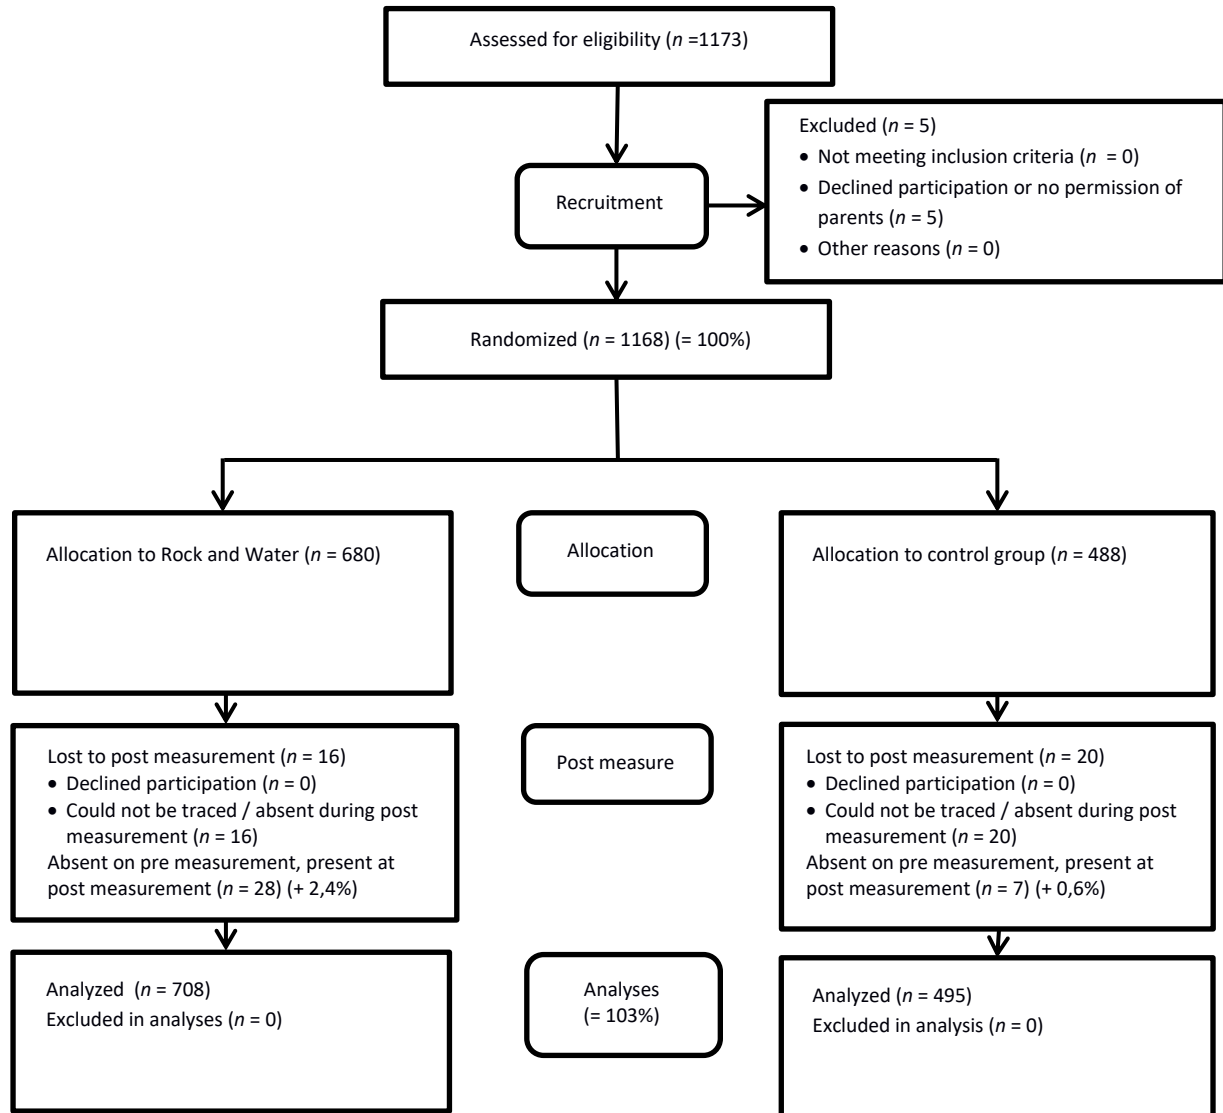 Assessed for eligibility (n =1173)
Excluded (n = 5)
• Not meeting inclusion criteria (n  = 0)
• Declined participation or no permission of
parents (n = 5)
• Other reasons (n = 0)
Recruitment
Randomized (n = 1168) (= 100%)
Allocation to Rock and Water (n = 680)
Allocation
Allocation to control group (n = 488)
Lost to post measurement (n = 16)
• Declined participation (n = 0)
• Could not be traced / absent during post
measurement (n = 16)
Absent on pre measurement, present at
post measurement (n = 28) (+ 2,4%)
Post measure
Lost to post measurement (n = 20)
• Declined participation (n = 0)
• Could not be traced / absent during post
measurement (n = 20)
Absent on pre measurement, present at
post measurement (n = 7) (+ 0,6%)
Analyzed  (n = 708)
Excluded in analyses (n = 0)
Analyses
(= 103%)
Analyzed (n = 495)
Excluded in analysis (n = 0)